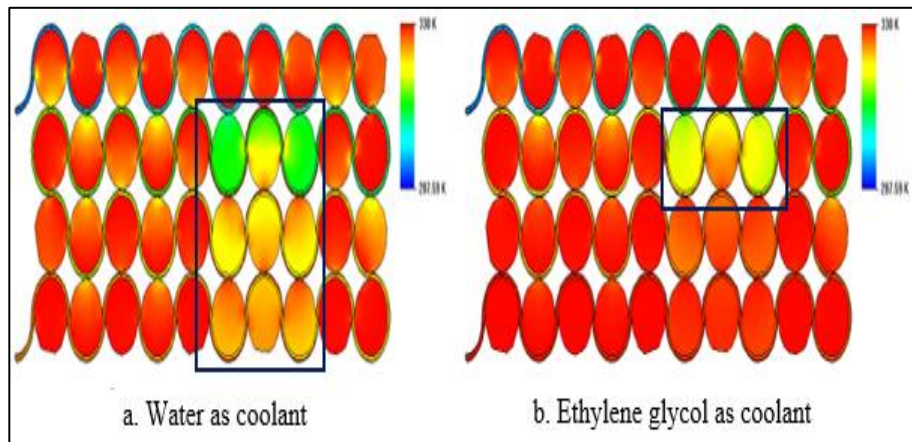 330 K
330 K
297.59 K
297.59 K
a. Water as coolant
b. Ethylene glycol as coolant